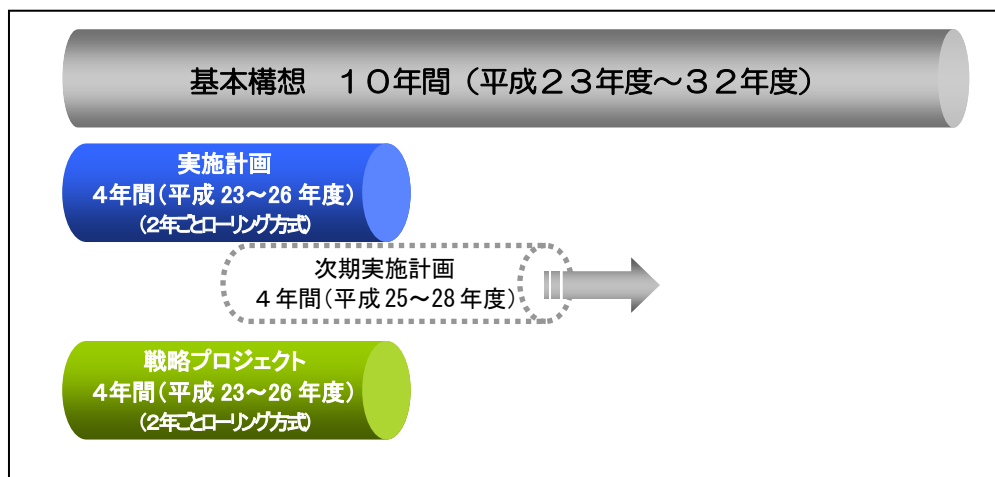 基本構想　１０年間（平成２３年度～３２年度）
実施計画
４年間（平成 23～26 年度）
（２年ごとローリング方式）
次期実施計画
４年間（平成 25～28 年度）
戦略プロジェクト
４年間（平成 23～26 年度）
（２年ごとローリング方式）